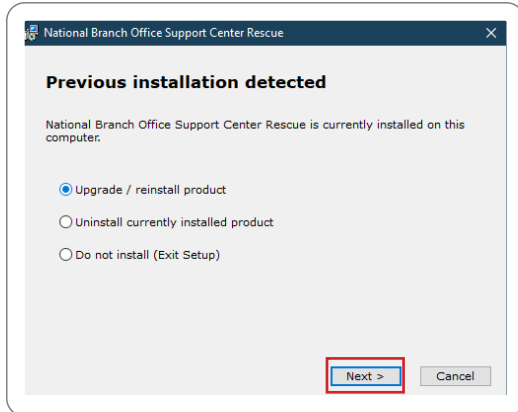 National Branch Office Support Center Rescue
Previous installation detected
National Branch Office Support Center Rescue is currently installed on this
computer.
Upgrade / reinstall product
Uninstall currently installed product
Do not install (Exit Setup)
Next >
Cancel